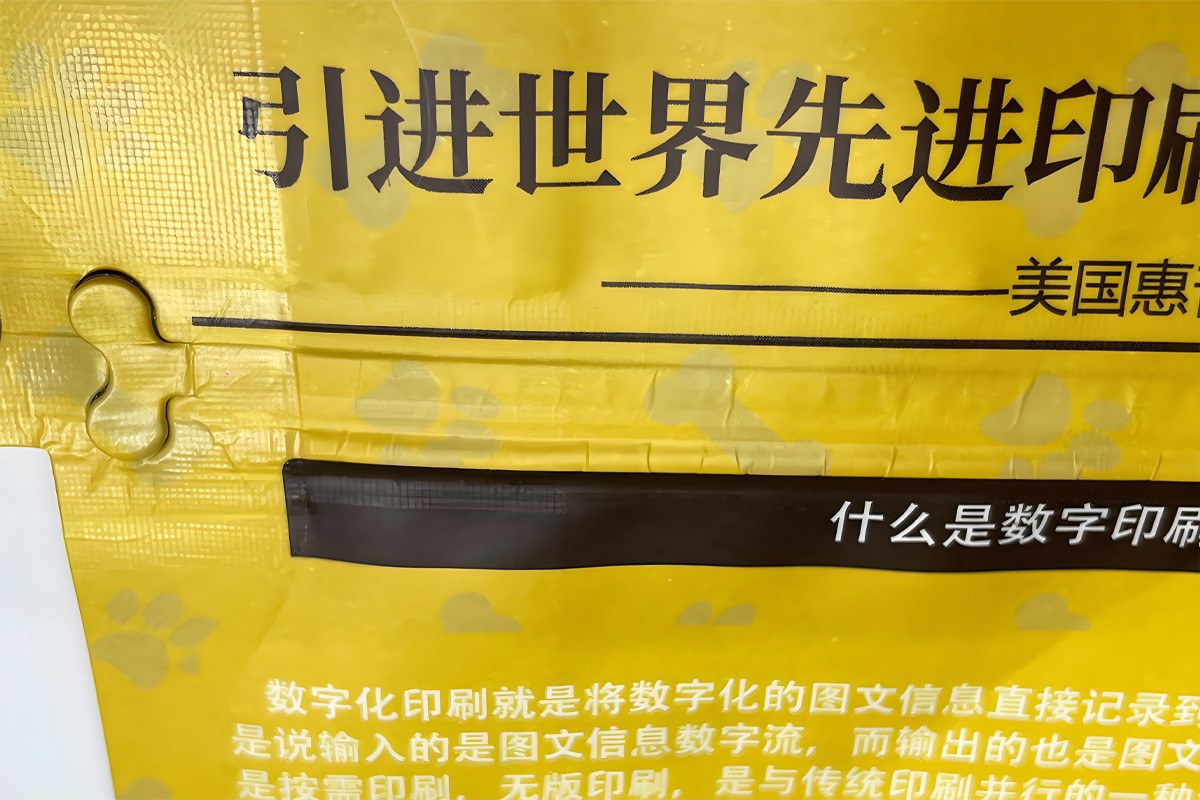 引进世界先进印刷
美国惠
什么是数字印刷
数字化印刷就是将数字化的图文信息直接记录到
是说输入的是图文信息数字流，而输出的也是图文
是按需印刷，无版印刷，是与传统印刷并行的一种